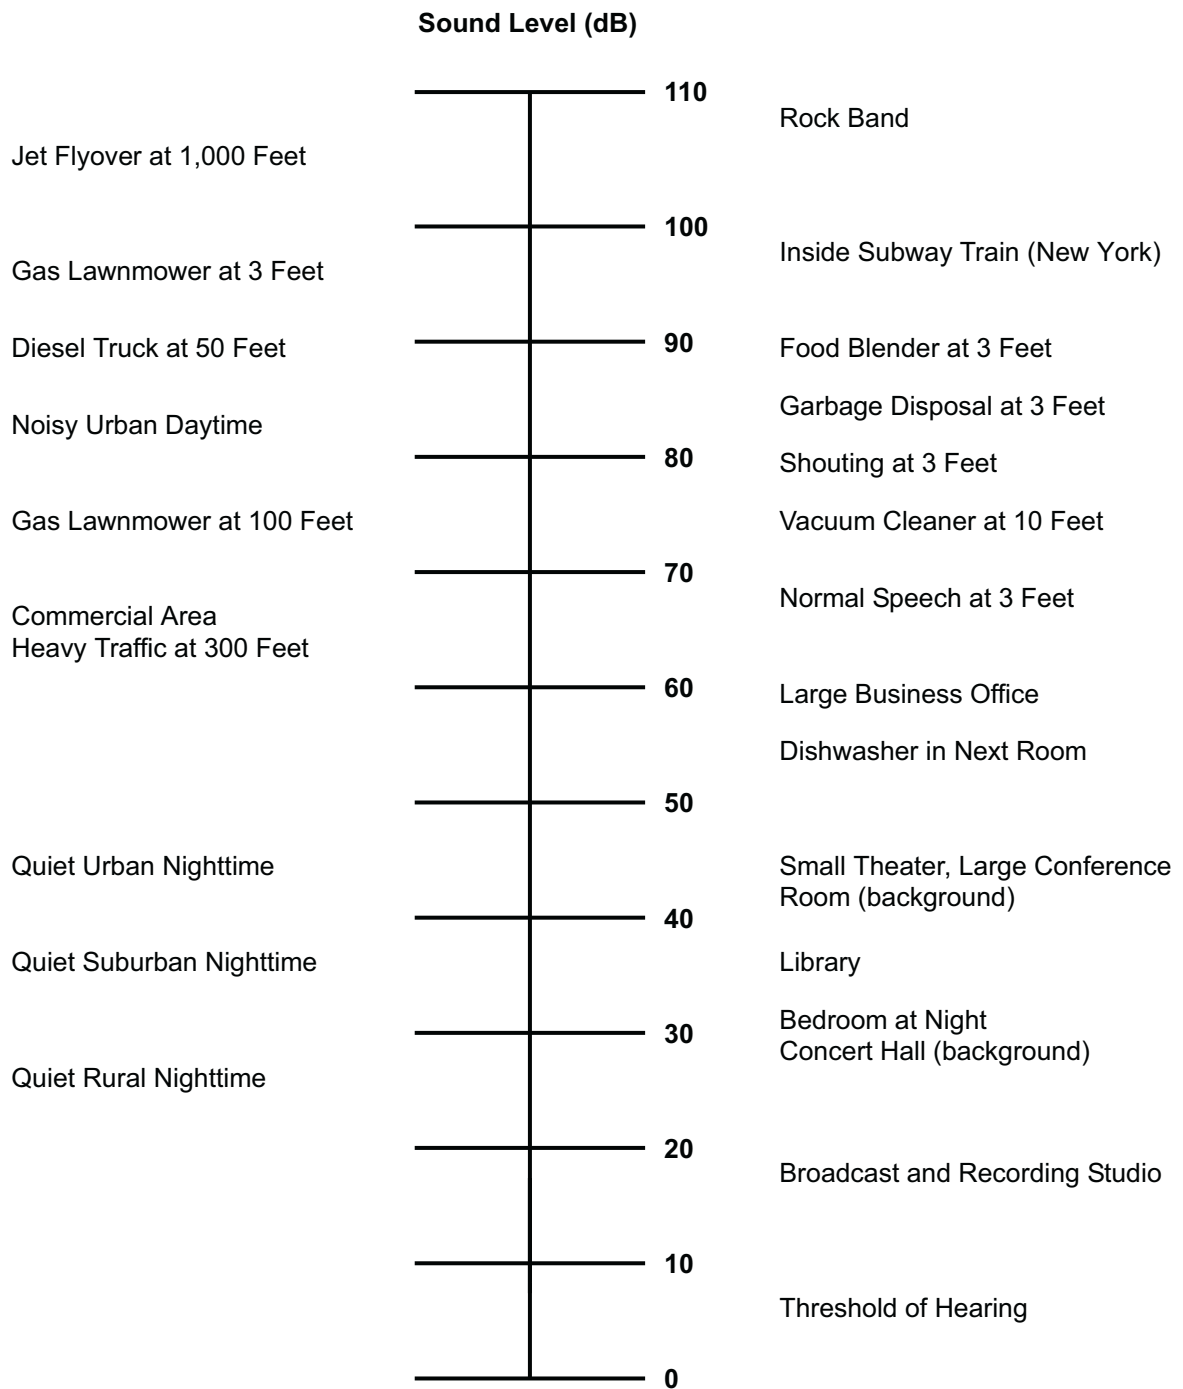 Sound Level (dB)
110
Rock Band
Jet Flyover at 1,000 Feet
100
Inside Subway Train (New York)
Gas Lawnmower at 3 Feet
90
Diesel Truck at 50 Feet
Food Blender at 3 Feet
Garbage Disposal at 3 Feet
Noisy Urban Daytime
80
Shouting at 3 Feet
Gas Lawnmower at 100 Feet
Vacuum Cleaner at 10 Feet
70
Normal Speech at 3 Feet
Commercial Area
Heavy Traffic at 300 Feet
60
Large Business Office
Dishwasher in Next Room
50
Quiet Urban Nighttime
Small Theater, Large Conference
Room (background)
40
Quiet Suburban Nighttime
Library
Bedroom at Night
30
Concert Hall (background)
Quiet Rural Nighttime
20
Broadcast and Recording Studio
10
Threshold of Hearing
0